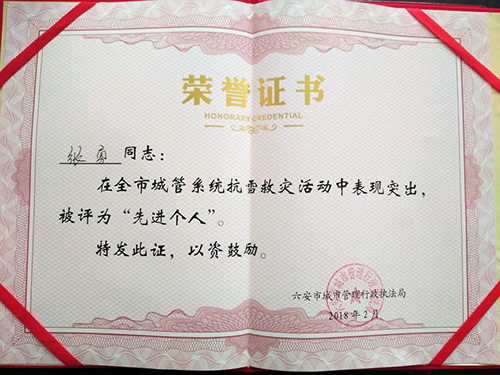 荣誉证书
HONORARY CREDENTIAL
张勇 同志：
在全市城管系统抗雪救灾活动中表现突出，
被评为“先进个人”。
特发此证，以资鼓励。
六安市城市管理行政执法局
2018年2月